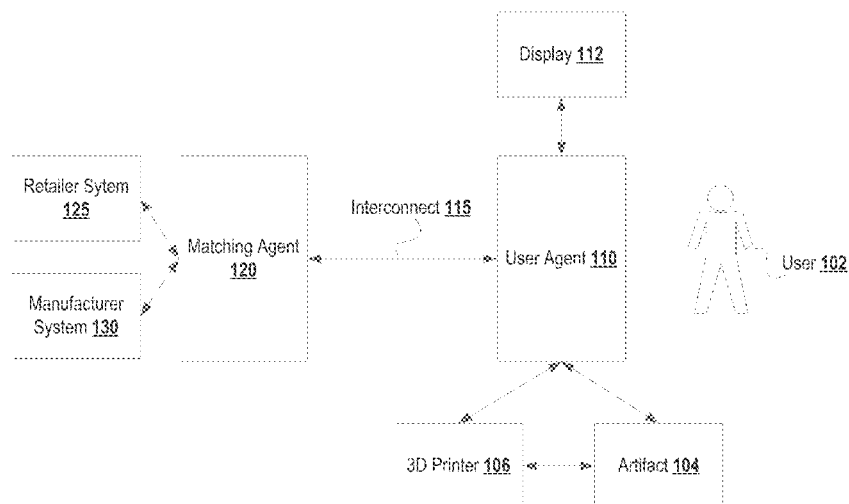 Display 112
Retailer Sytem
125
Interconnect 115
Matching Agent
120
User Agent 110
User 102
Manufacturer
System 130
3D Printer 106
Artifact 104